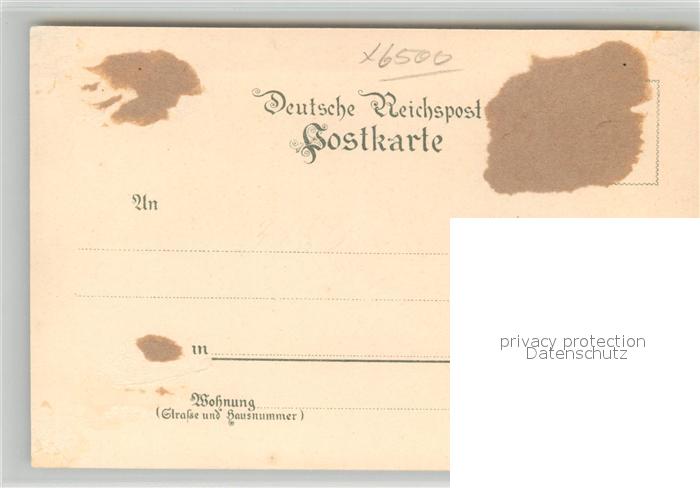 x6500
Deutsche Reichspost
Postkarte
An
in
Wohnung
(Straße und Hausnummer)
privacy protection
Datenschutz